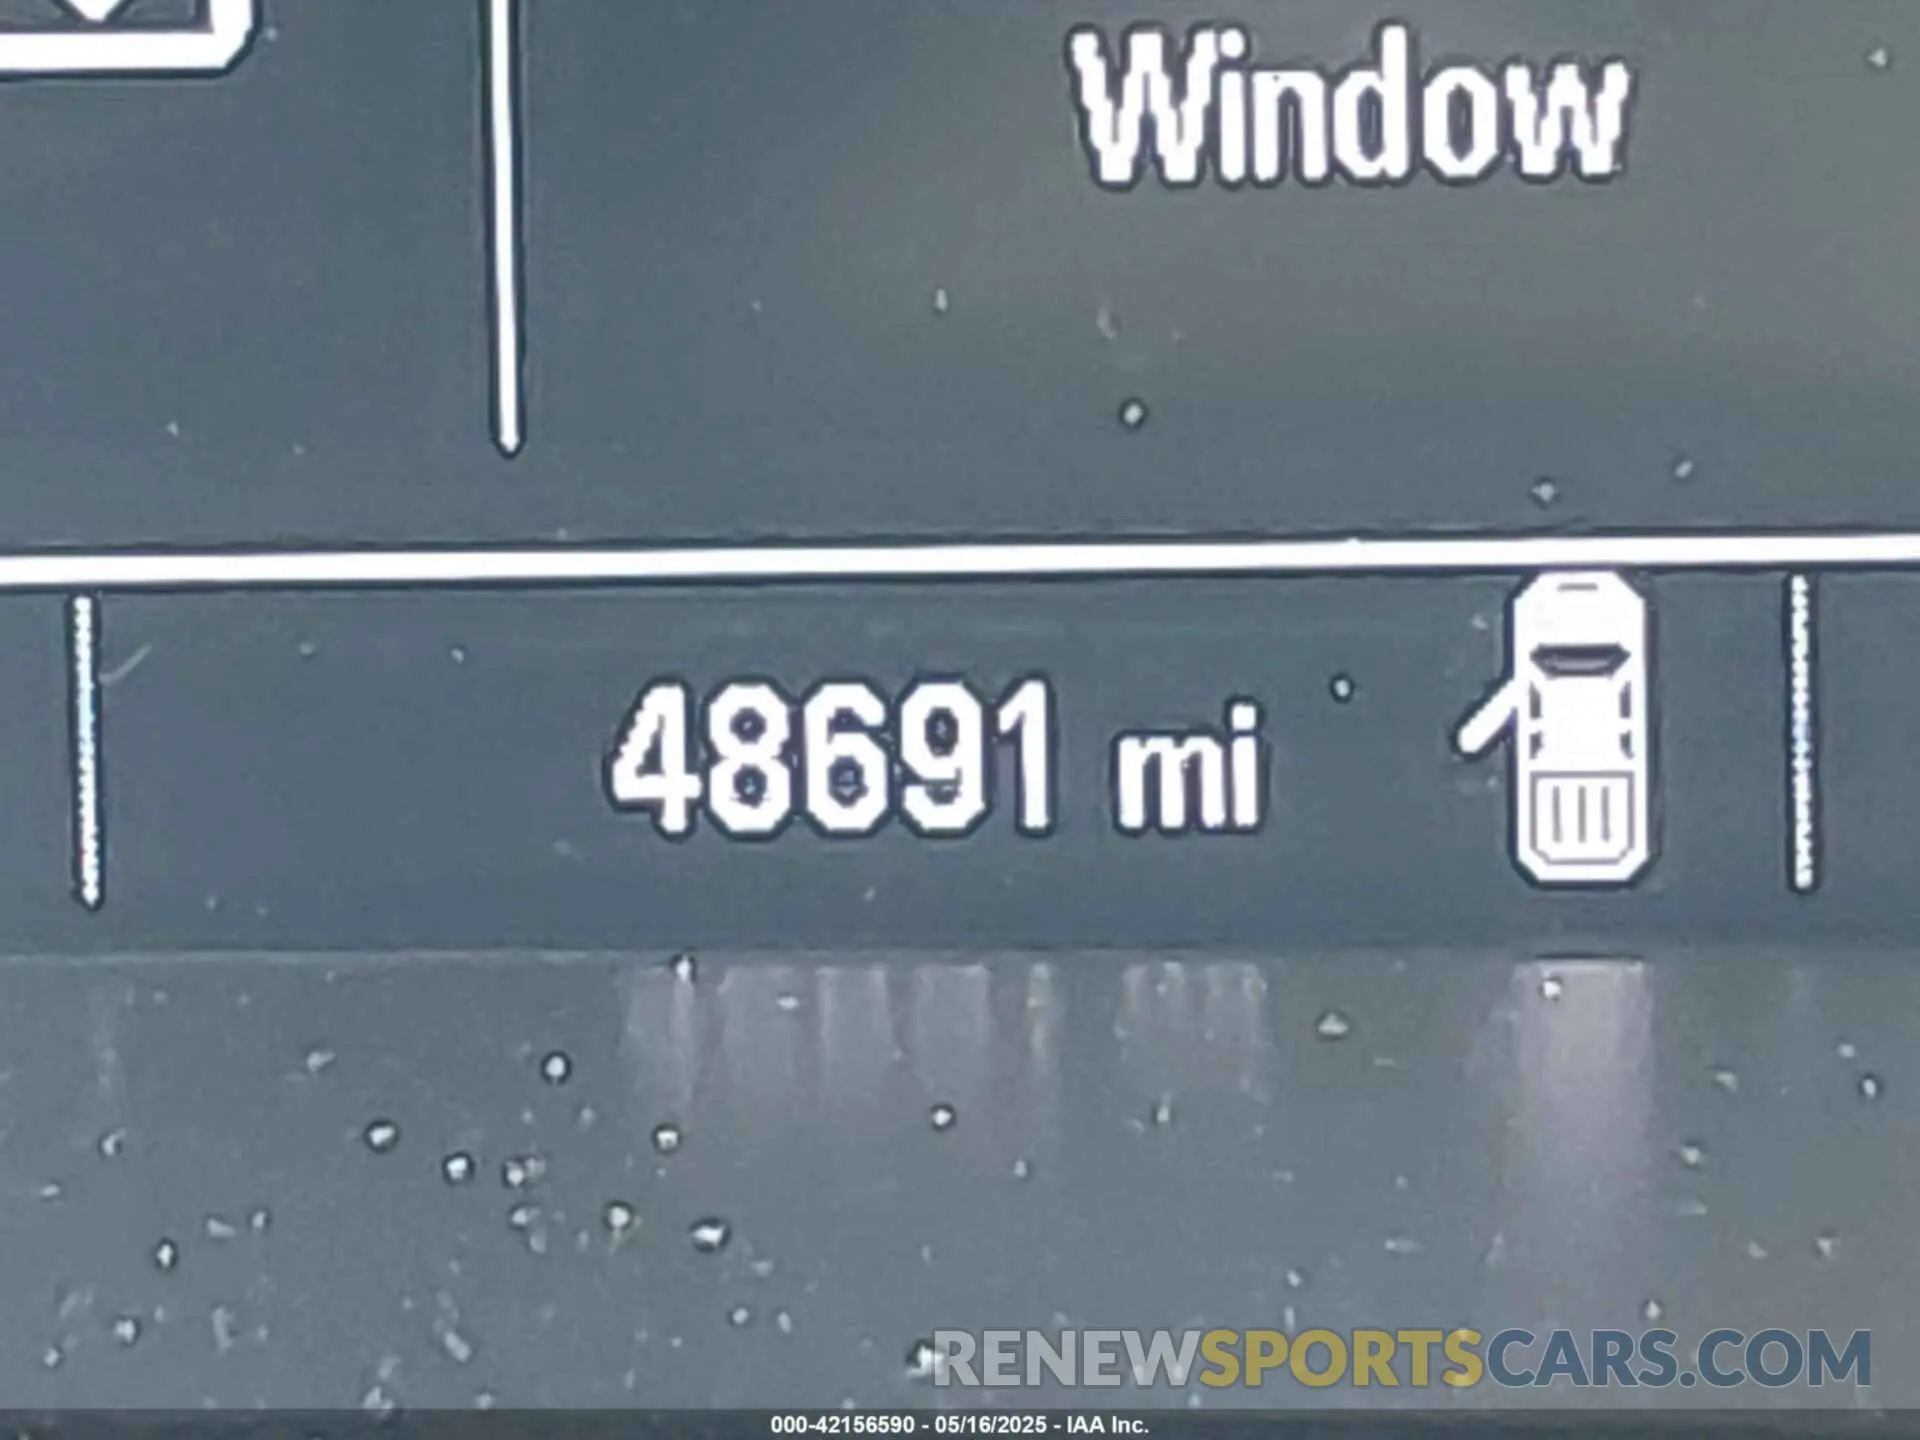 Window
48691 mi
RENEWSPORTSCARS.COM
000-42156590 - 05/16/2025 - IAA Inc.